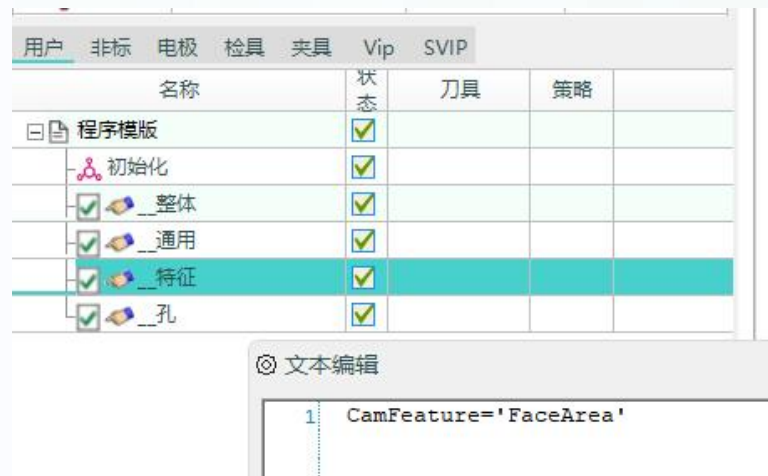 用户 非标 电极 检具 夹具 Vip SVIP
名称 状态 刀具 策略
程序模版
初始化
__整体
__通用
__特征
__孔
文本编辑
1 CamFeature='FaceArea'